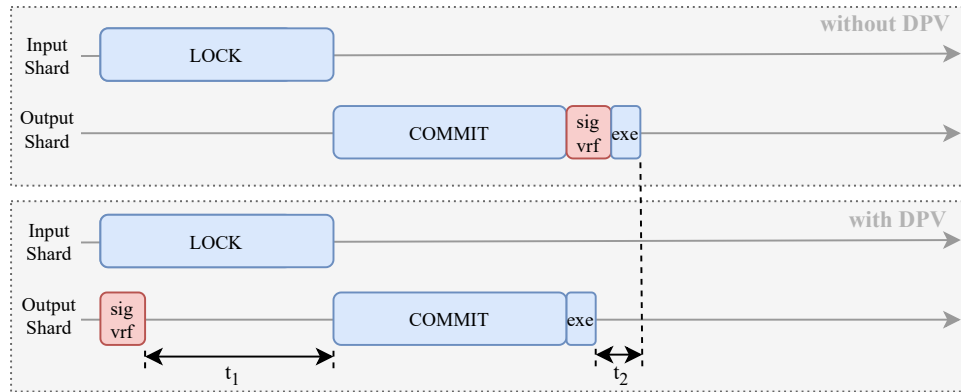 without DPV
Input
Shard
LOCK
Output
Shard
COMMIT
sig
vrf
exe
with DPV
Input
Shard
LOCK
Output
Shard
sig
vrf
COMMIT
exe
t1
t2